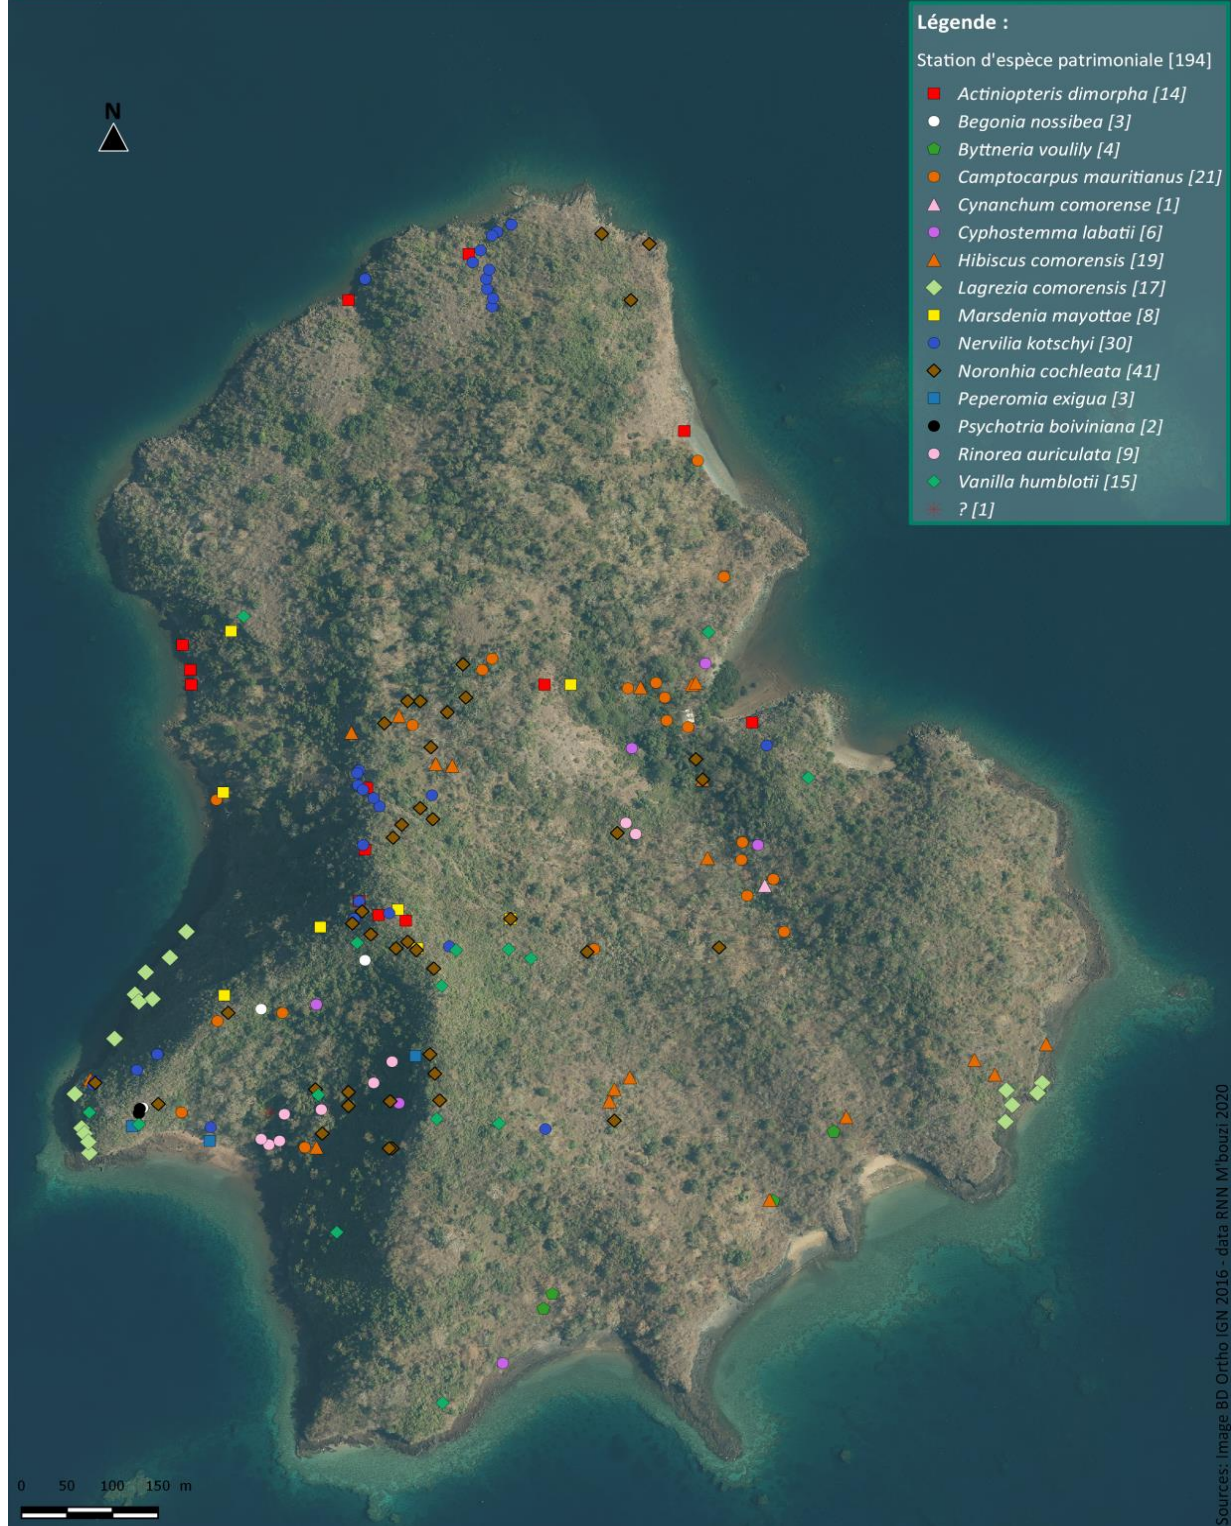 Légende :
Station d'espèce patrimoniale [194]
Actiniopteris dimorpha [14]
Begonia nossibea [3]
Byttneria voulily [4]
Camptocarpus mauritianus [21]
Cynanchum comorense [1]
Cyphostemma labatii [6]
Hibiscus comorensis [19]
Lagrezia comorensis [17]
Marsdenia mayottae [8]
Nervilia kotschyi [30]
Noronhia cochleata [41]
Peperomia exigua [3]
Psychotria boiviniana [2]
Rinorea auriculata [9]
Vanilla humblotii [15]
? [1]
N
0 50 100 150 m
Sources: Image BD Ortho IGN 2016 - data RNN M'bouzi 2020